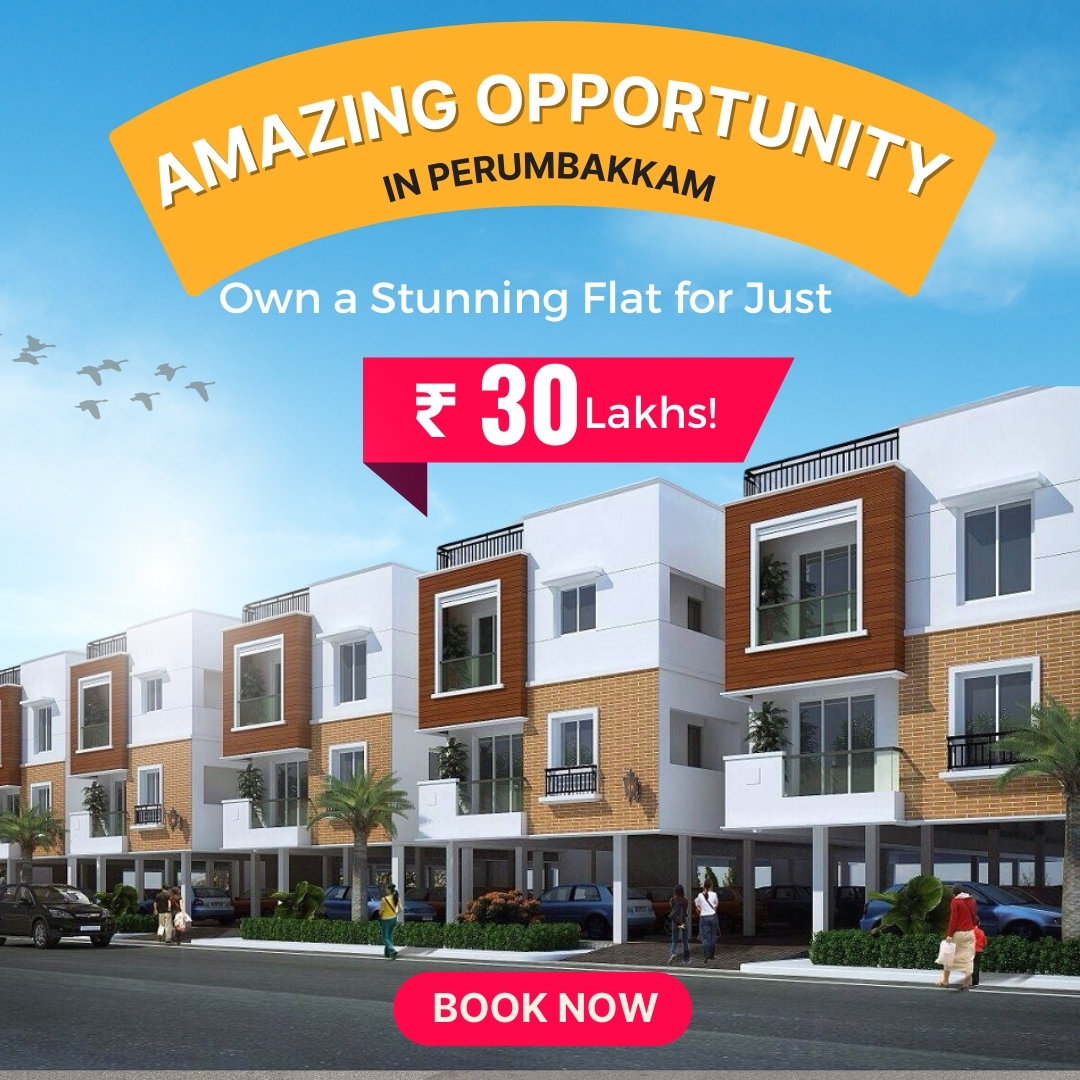 AMAZING OPPORTUNITY
IN PERUMBAKKAM
Own a Stunning Flat for Just
₹ 30 Lakhs!
BOOK NOW